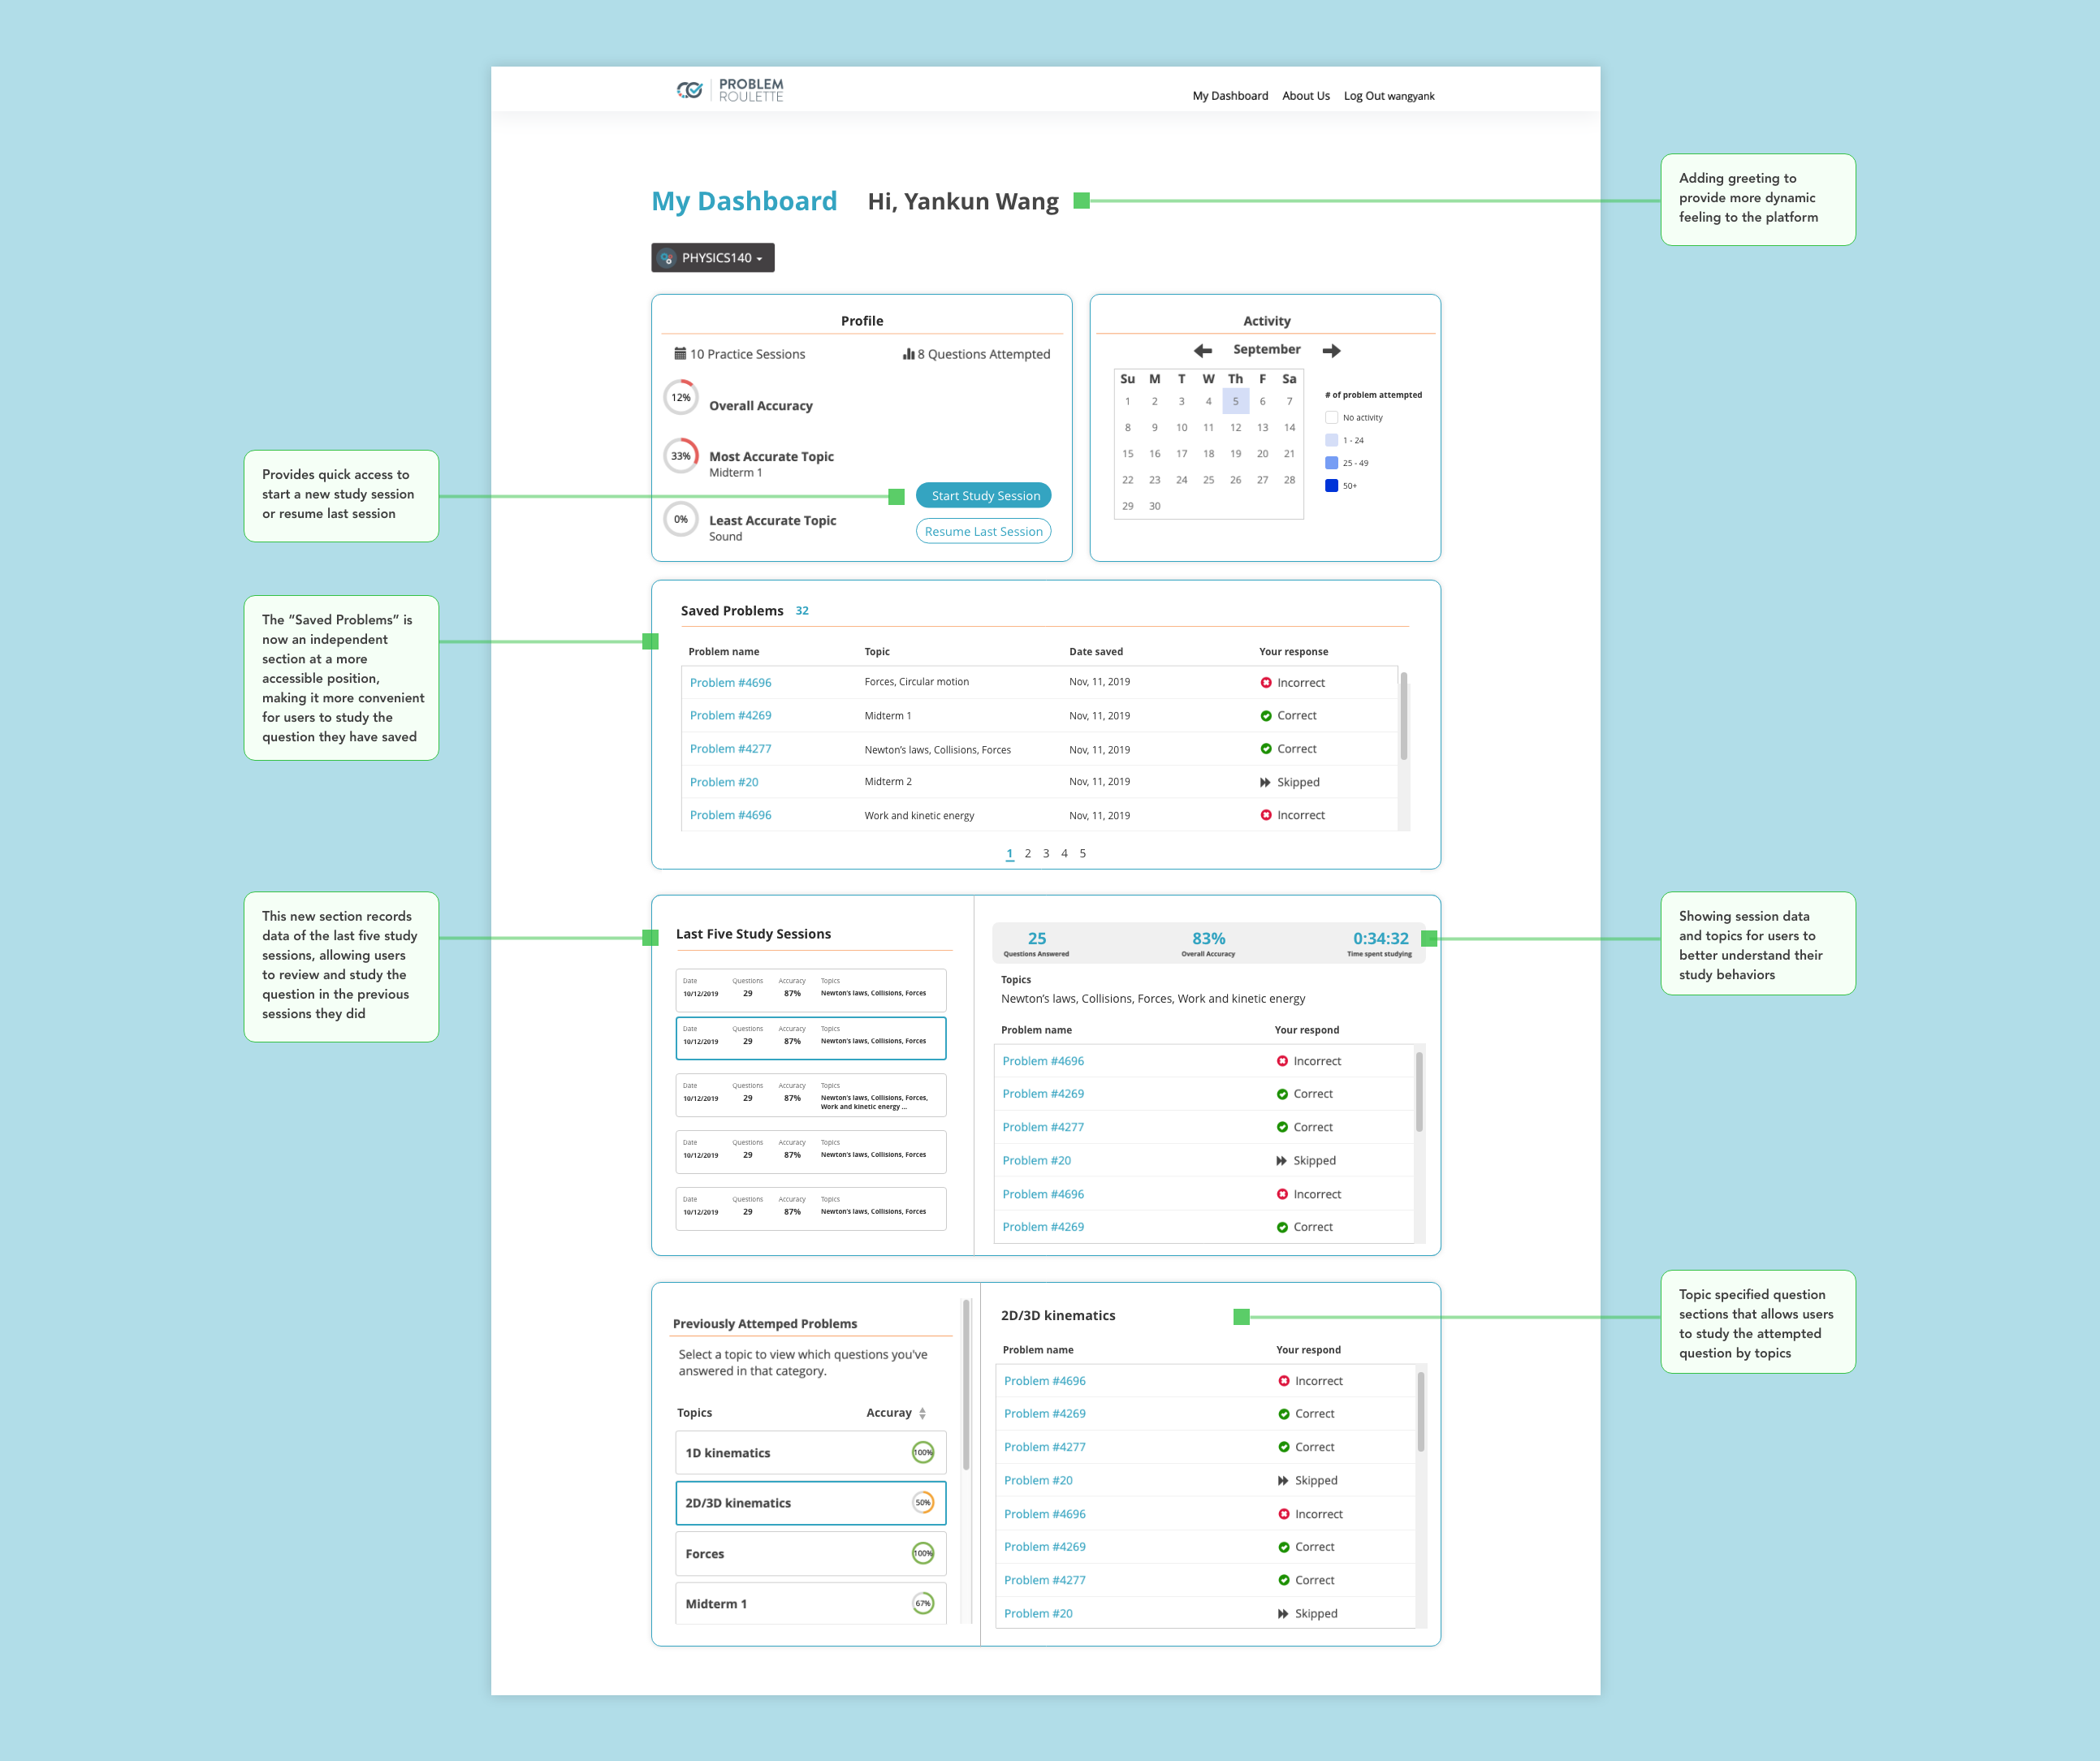 PROBLEM
ROULETTE
My Dashboard About Us Log Out wangyank
My Dashboard Hi, Yankun Wang
Adding greeting to
provide more dynamic
feeling to the platform
PHYSICS140
Profile
10 Practice Sessions 8 Questions Attempted
12% Overall Accuracy
33% Most Accurate Topic
Midterm 1
0% Least Accurate Topic
Sound
Start Study Session
Resume Last Session
Provides quick access to
start a new study session
or resume last session
Activity
September
Su M T W Th F Sa
1 2 3 4 5 6 7
8 9 10 11 12 13 14
15 16 17 18 19 20 21
22 23 24 25 26 27 28
29 30
# of problem attempted
No activity
1 - 24
25 - 49
50+
The “Saved Problems” is
now an independent
section at a more
accessible position,
making it more convenient
for users to study the
question they have saved
Saved Problems 32
Problem name Topic Date saved Your response
Problem #4696 Forces, Circular motion Nov, 11, 2019 Incorrect
Problem #4269 Midterm 1 Nov, 11, 2019 Correct
Problem #4277 Newton’s laws, Collisions, Forces Nov, 11, 2019 Correct
Problem #20 Midterm 2 Nov, 11, 2019 Skipped
Problem #4696 Work and kinetic energy Nov, 11, 2019 Incorrect
1 2 3 4 5
This new section records
data of the last five study
sessions, allowing users
to review and study the
question in the previous
sessions they did
Last Five Study Sessions
Date Questions Accuracy Topics
10/12/2019 29 87% Newton’s laws, Collisions, Forces
Date Questions Accuracy Topics
10/12/2019 29 87% Newton’s laws, Collisions, Forces
Date Questions Accuracy Topics
10/12/2019 29 87% Newton’s laws, Collisions, Forces,
Work and kinetic energy ...
Date Questions Accuracy Topics
10/12/2019 29 87% Newton’s laws, Collisions, Forces
Date Questions Accuracy Topics
10/12/2019 29 87% Newton’s laws, Collisions, Forces
25 83% 0:34:32
Questions Answered Overall Accuracy Time spent studying
Topics
Newton’s laws, Collisions, Forces, Work and kinetic energy
Problem name Your respond
Problem #4696 Incorrect
Problem #4269 Correct
Problem #4277 Correct
Problem #20 Skipped
Problem #4696 Incorrect
Problem #4269 Correct
Showing session data
and topics for users to
better understand their
study behaviors
Previously Attemped Problems
Select a topic to view which questions you've
answered in that category.
Topics Accuray
1D kinematics 100%
2D/3D kinematics 50%
Forces 100%
Midterm 1 67%
2D/3D kinematics
Problem name Your respond
Problem #4696 Incorrect
Problem #4269 Correct
Problem #4277 Correct
Problem #20 Skipped
Problem #4696 Incorrect
Problem #4269 Correct
Problem #4277 Correct
Problem #20 Skipped
Topic specified question
sections that allows users
to study the attempted
question by topics